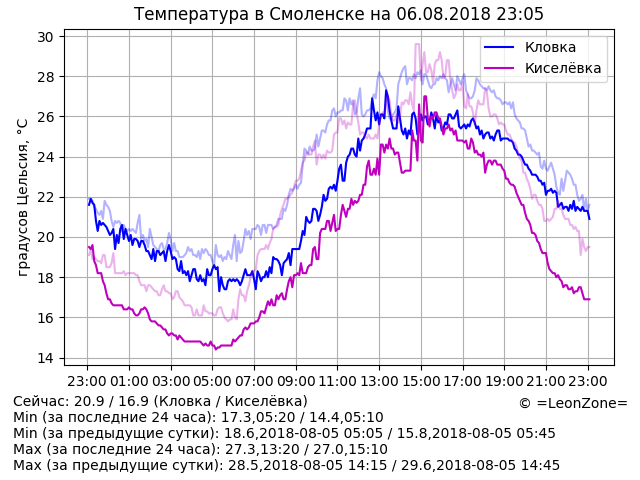 Температура в Смоленске на 06.08.2018 23:05
30
28
26
24
22
20
18
16
14
градусов Цельсия, °C
Кловка
Киселёвка
23:00 01:00 03:00 05:00 07:00 09:00 11:00 13:00 15:00 17:00 19:00 21:00 23:00
Сейчас: 20.9 / 16.9 (Кловка / Киселёвка)
© =LeonZone=
Min (за последние 24 часа): 17.3,05:20 / 14.4,05:10
Min (за предыдущие сутки): 18.6,2018-08-05 05:05 / 15.8,2018-08-05 05:45
Max (за последние 24 часа): 27.3,13:20 / 27.0,15:10
Max (за предыдущие сутки): 28.5,2018-08-05 14:15 / 29.6,2018-08-05 14:45